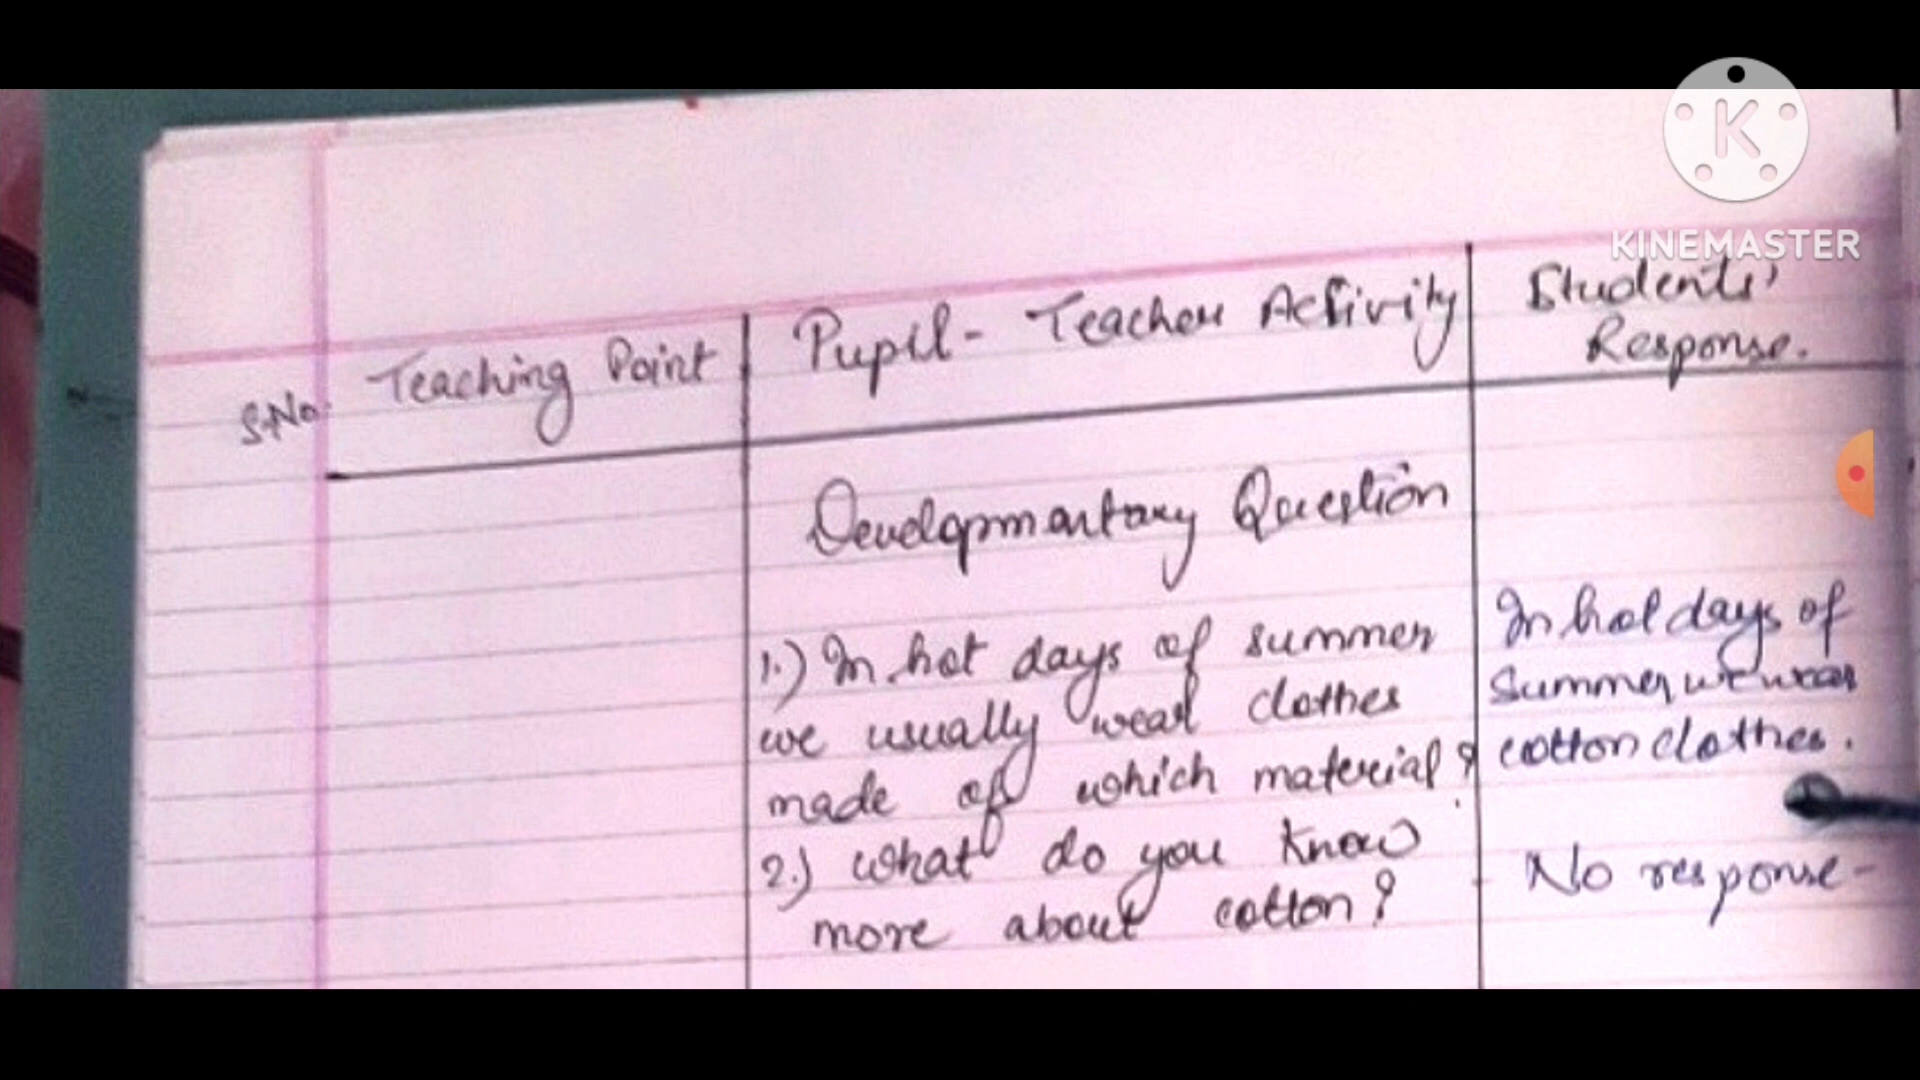 KINEMASTER
S.No. Teaching Point Pupil - Teacher Activity Students'
Response.
Developmentary Question
1.) In hot days of summer
we usually wear clothes
made of which material ?
In hot days of
summer we wear
cotton clothes.
2.) What do you know
more about cotton?
No response -